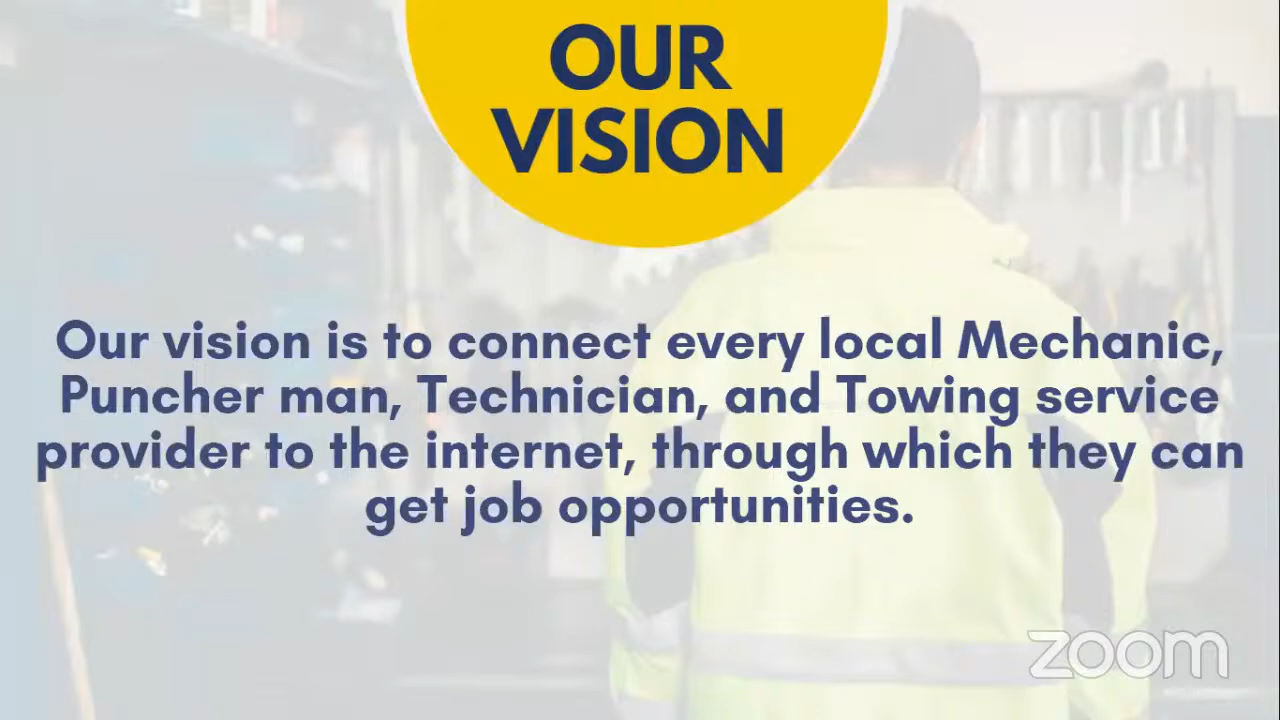 OUR
VISION
Our vision is to connect every local Mechanic,
Puncher man, Technician, and Towing service
provider to the internet, through which they can
get job opportunities.
zoom